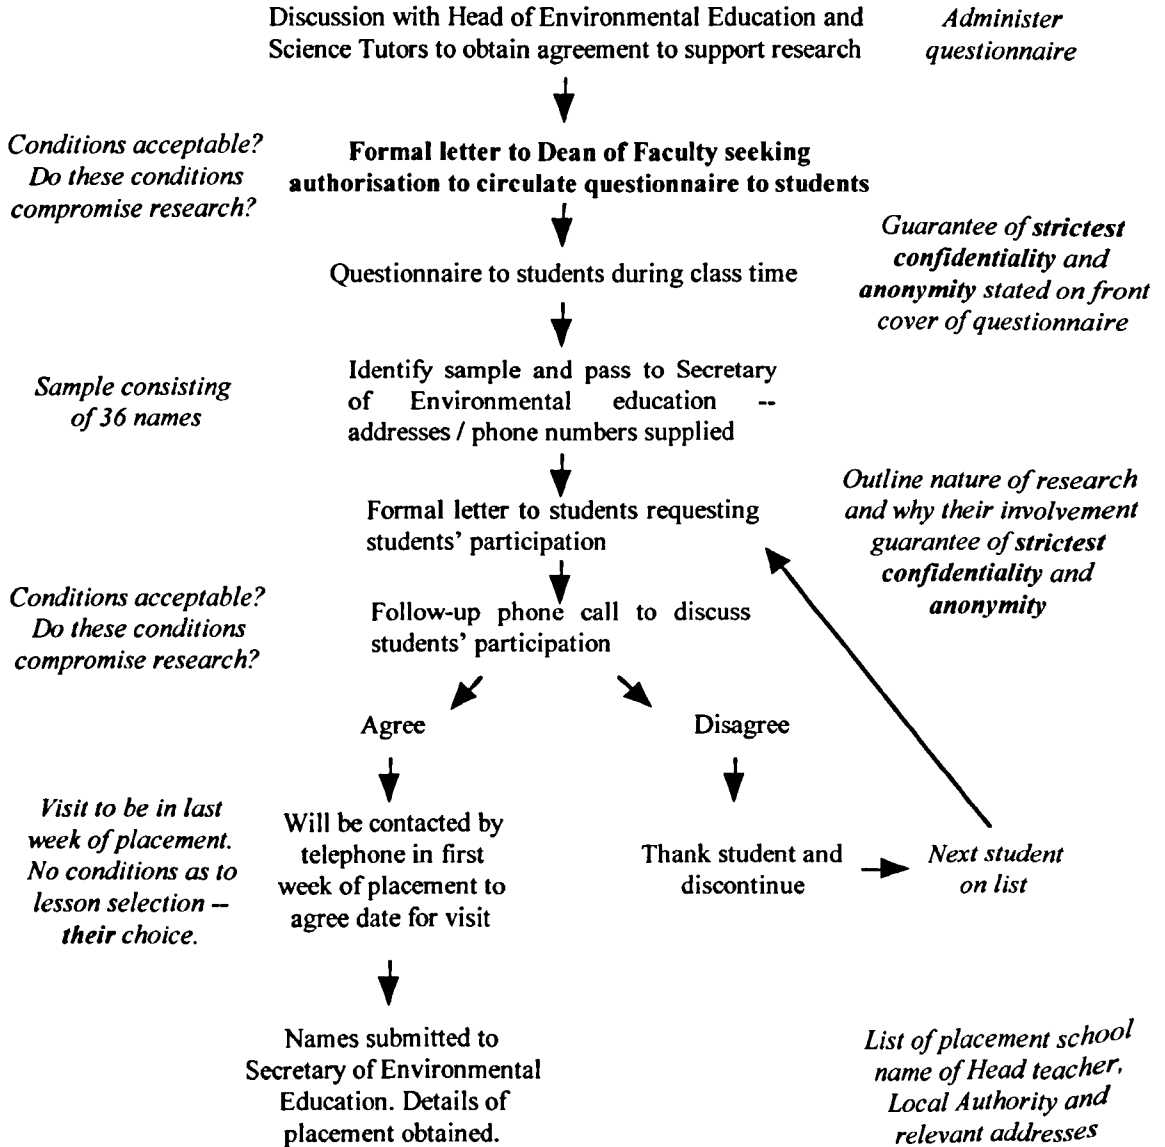 Discussion with Head of Environmental Education and
Science Tutors to obtain agreement to support research
Administer
questionnaire
Conditions acceptable?
Do these conditions
compromise research?
Formal letter to Dean of Faculty seeking
authorisation to circulate questionnaire to students
Questionnaire to students during class time
Guarantee of strictest
confidentiality and
anonymity stated on front
cover of questionnaire
Sample consisting
of 36 names
Identify sample and pass to Secretary
of Environmental education --
addresses / phone numbers supplied
Formal letter to students requesting
students' participation
Outline nature of research
and why their involvement
guarantee of strictest
confidentiality and
anonymity
Conditions acceptable?
Do these conditions
compromise research?
Follow-up phone call to discuss
students' participation
Agree
Disagree
Visit to be in last
week of placement.
No conditions as to
lesson selection --
their choice.
Will be contacted by
telephone in first
week of placement to
agree date for visit
Thank student and
discontinue
Next student
on list
Names submitted to
Secretary of Environmental
Education. Details of
placement obtained.
List of placement school
name of Head teacher,
Local Authority and
relevant addresses